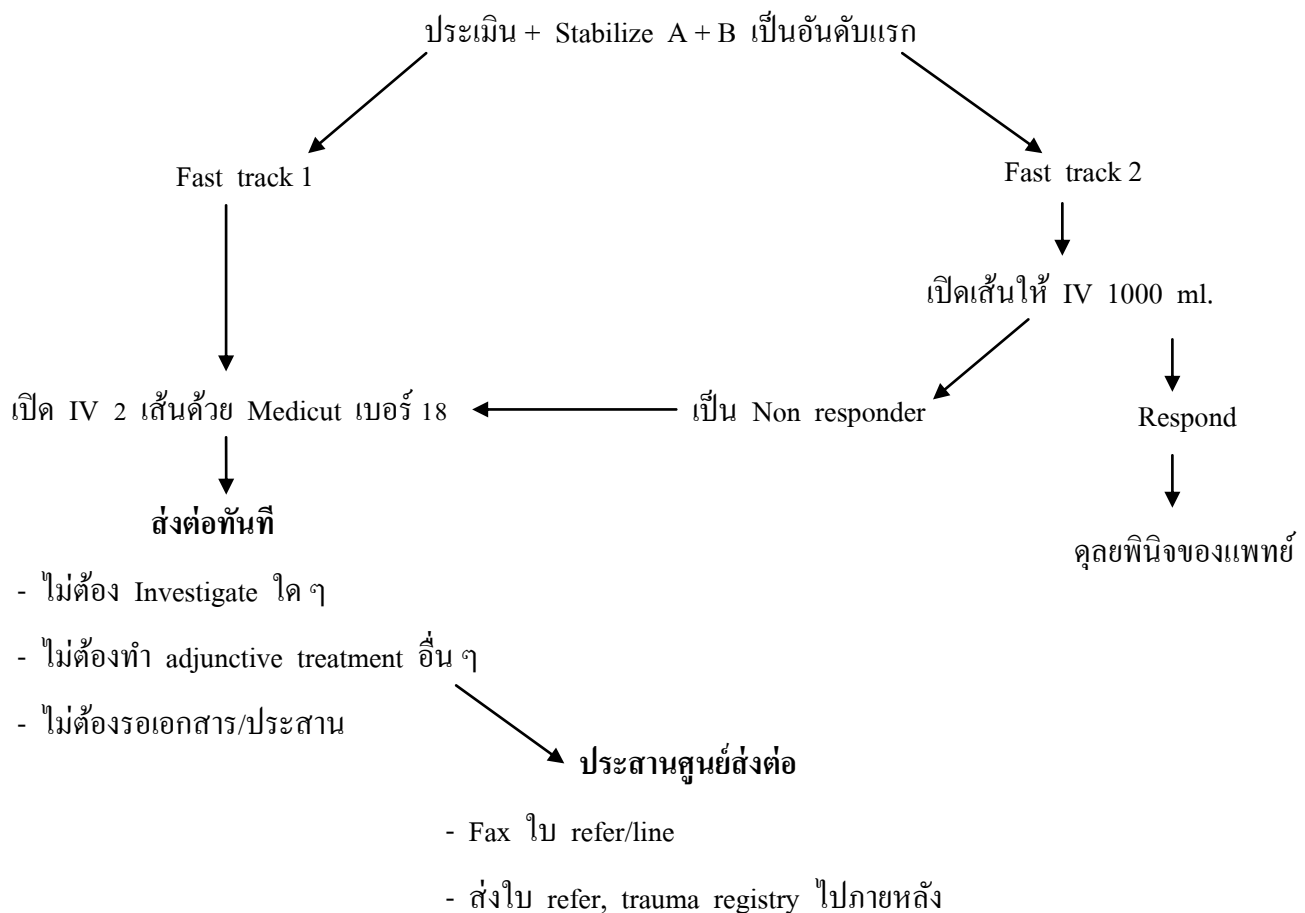 ประเมิน + Stabilize A + B เป็นอันดับแรก
Fast track 1
Fast track 2
เปิดเส้นให้ IV 1000 ml.
เปิด IV 2 เส้นด้วย Medicut เบอร์ 18
เป็น Non responder
Respond
ส่งต่อทันที
ดุลยพินิจของแพทย์
- ไม่ต้อง Investigate ใด ๆ
- ไม่ต้องทำ adjunctive treatment อื่น ๆ
- ไม่ต้องรอเอกสาร/ประสาน
ประสานศูนย์ส่งต่อ
- Fax ใบ refer/line
- ส่งใบ refer, trauma registry ไปภายหลัง